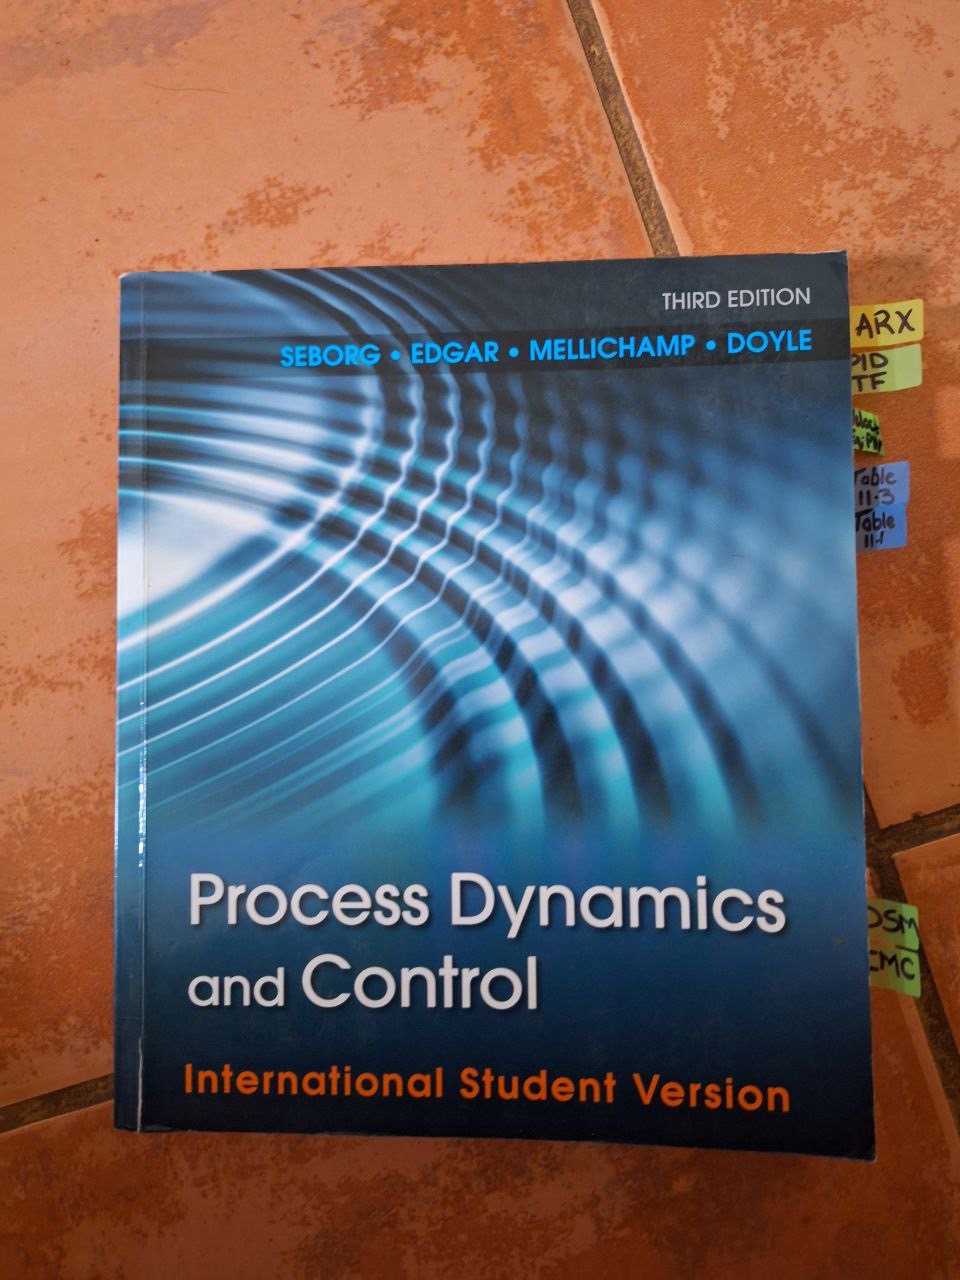 THIRD EDITION
SEBORG • EDGAR • MELLICHAMP • DOYLE
ARX
PID
TF
Table
11.3
Table
11.1
Process Dynamics
and Control
DSM
IMC
International Student Version